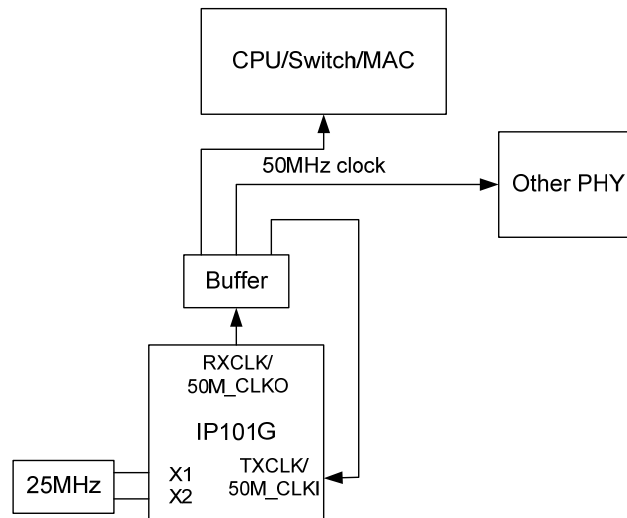 CPU/Switch/MAC
50MHz clock
Other PHY
Buffer
RXCLK/
50M_CLKO
IP101G
25MHz
X1
X2
TXCLK/
50M_CLKI